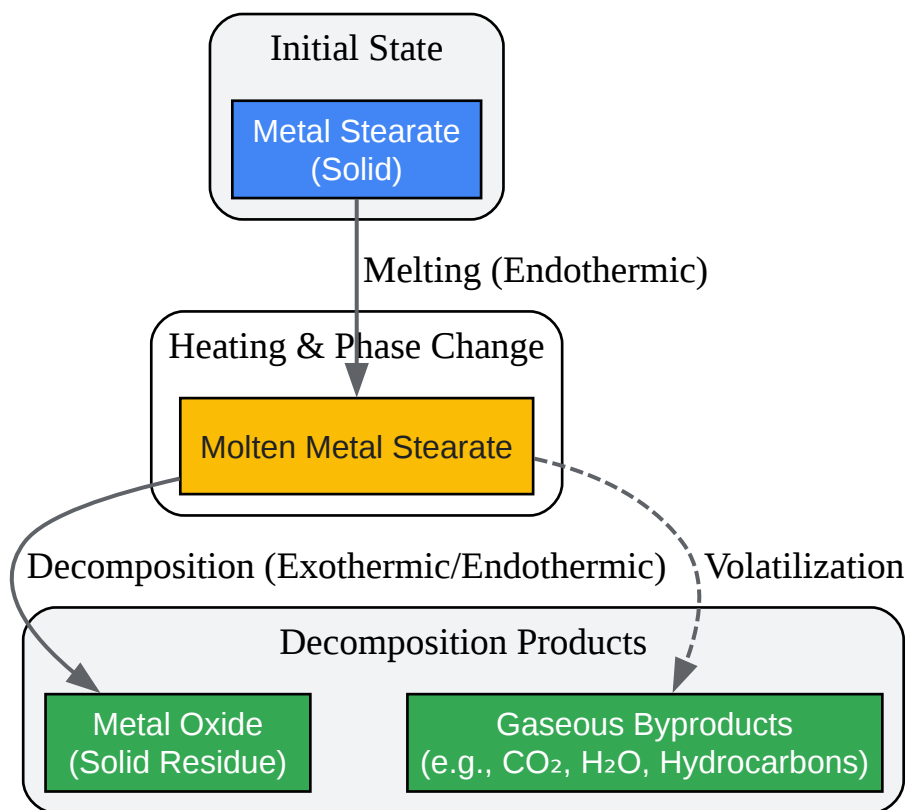 Initial State
Metal Stearate
(Solid)
Melting (Endothermic)
Heating & Phase Change
Molten Metal Stearate
Decomposition (Exothermic/Endothermic)
Volatilization
Decomposition Products
Metal Oxide
(Solid Residue)
Gaseous Byproducts
(e.g., CO₂, H₂O, Hydrocarbons)